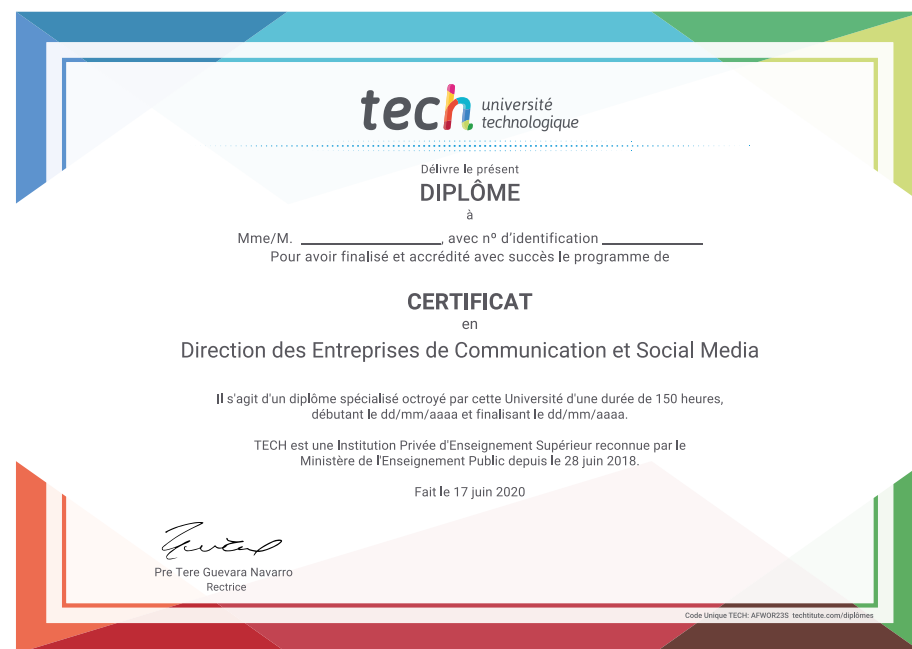 tech université
technologique
Délivre le présent
DIPLÔME
à
Mme/M. ____________________, avec nº d'identification ______________
Pour avoir finalisé et accrédité avec succès le programme de
CERTIFICAT
en
Direction des Entreprises de Communication et Social Media
Il s'agit d'un diplôme spécialisé octroyé par cette Université d'une durée de 150 heures,
débutant le dd/mm/aaaa et finalisant le dd/mm/aaaa.
TECH est une Institution Privée d'Enseignement Supérieur reconnue par le
Ministère de l'Enseignement Public depuis le 28 juin 2018.
Fait le 17 juin 2020
Pre Tere Guevara Navarro
Rectrice
Code Unique TECH: AFWOR23S techtitute.com/diplômes